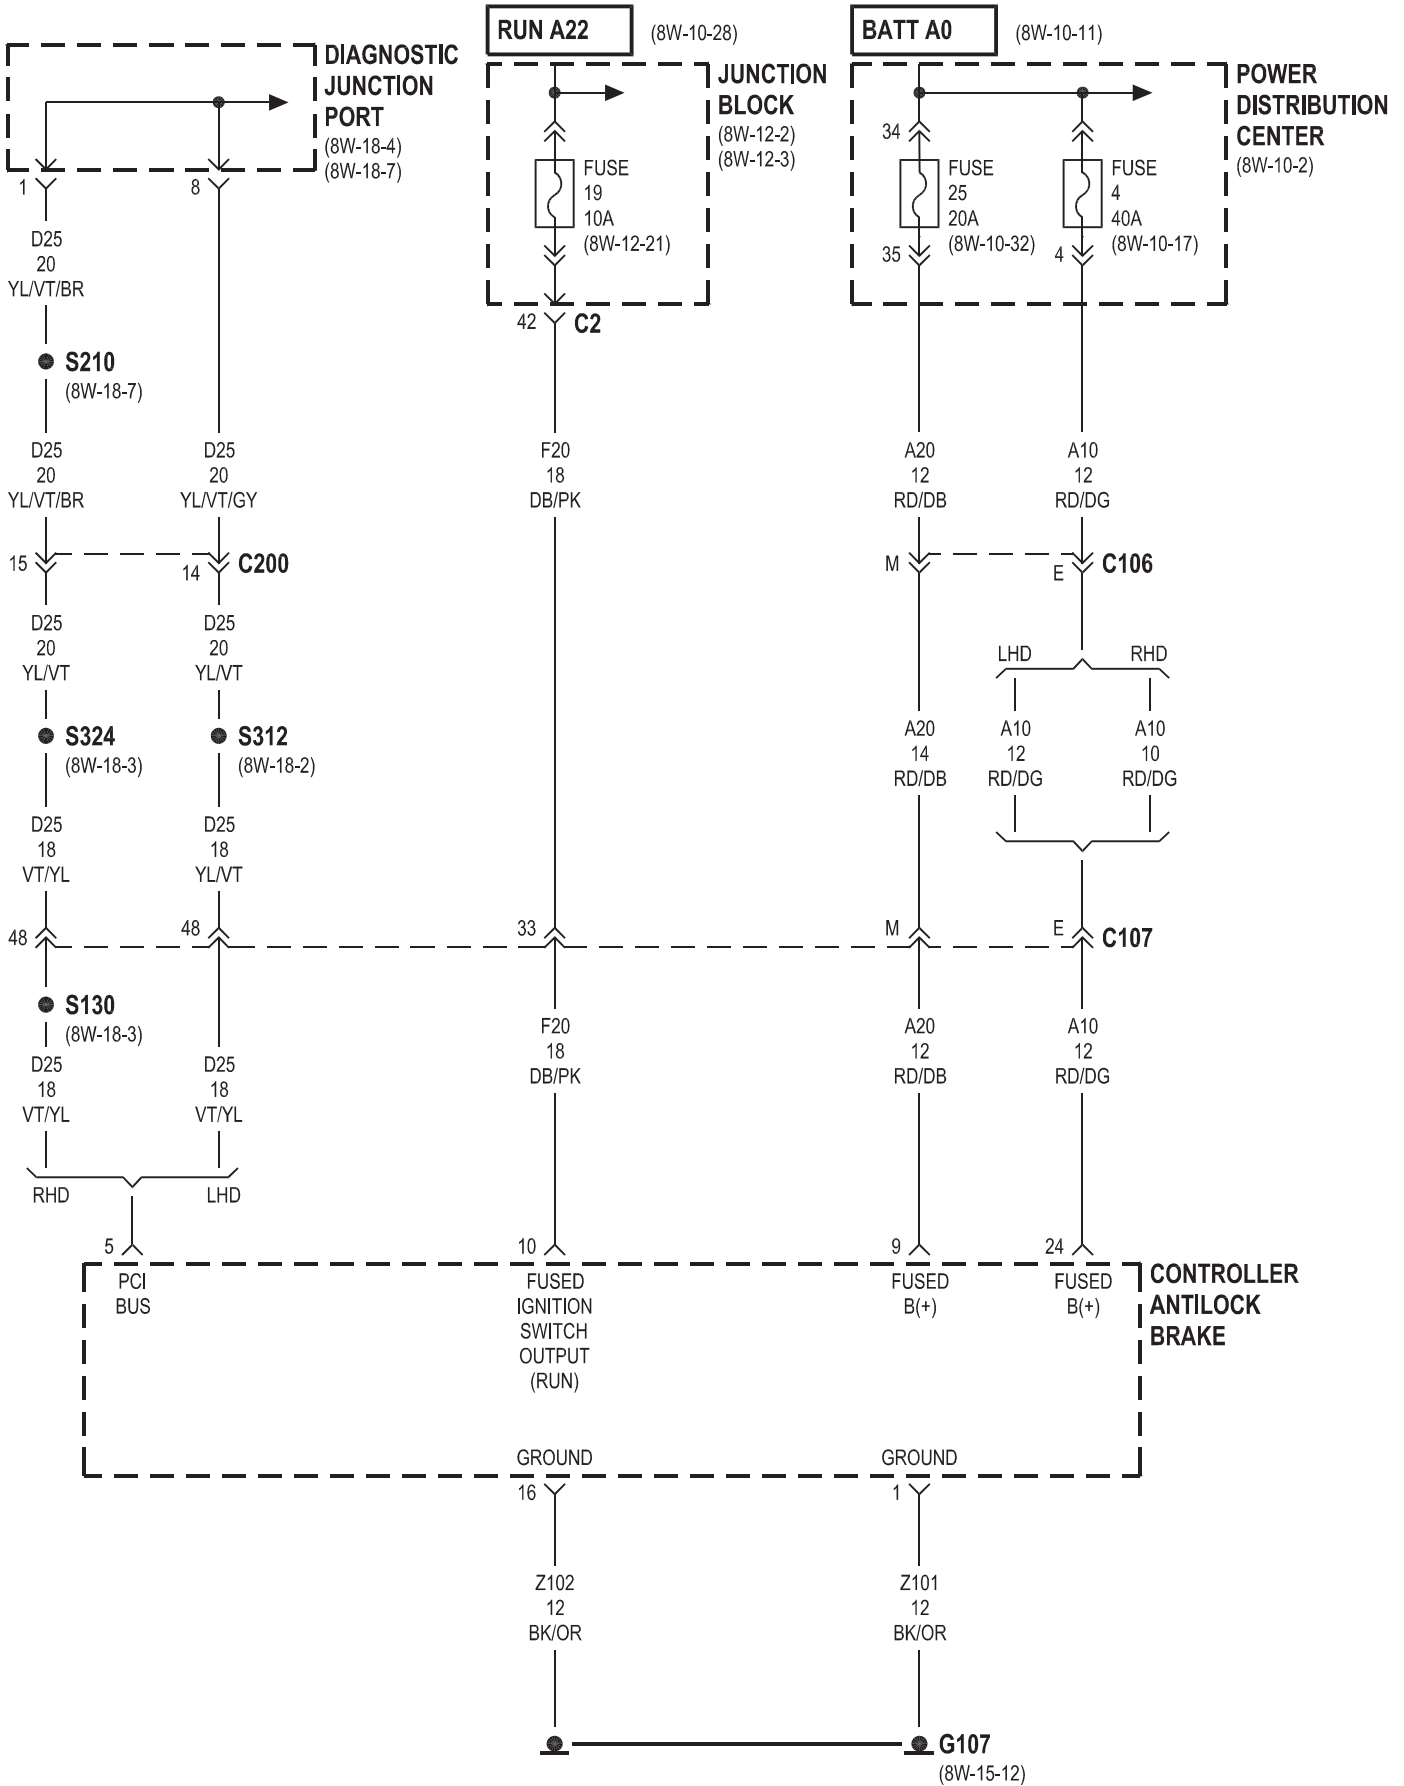 RUN A22
(8W-10-28)
BATT A0
(8W-10-11)
DIAGNOSTIC
JUNCTION
PORT
(8W-18-4)
(8W-18-7)
JUNCTION
BLOCK
(8W-12-2)
(8W-12-3)
POWER
DISTRIBUTION
CENTER
(8W-10-2)
34
FUSE
19
10A
(8W-12-21)
FUSE
25
20A
(8W-10-32)
FUSE
4
40A
(8W-10-17)
1
8
35
4
42
C2
D25
20
YL/VT/BR
S210
(8W-18-7)
D25
20
YL/VT/BR
D25
20
YL/VT/GY
F20
18
DB/PK
A20
12
RD/DB
A10
12
RD/DG
15
14
C200
M
E
C106
D25
20
YL/VT
D25
20
YL/VT
LHD
RHD
S324
(8W-18-3)
S312
(8W-18-2)
A20
14
RD/DB
A10
12
RD/DG
A10
10
RD/DG
D25
18
VT/YL
D25
18
YL/VT
48
48
33
M
E
C107
S130
(8W-18-3)
F20
18
DB/PK
A20
12
RD/DB
A10
12
RD/DG
D25
18
VT/YL
D25
18
VT/YL
RHD
LHD
5
10
9
24
PCI
BUS
FUSED
IGNITION
SWITCH
OUTPUT
(RUN)
FUSED
B(+)
FUSED
B(+)
CONTROLLER
ANTILOCK
BRAKE
GROUND
GROUND
16
1
Z102
12
BK/OR
Z101
12
BK/OR
G107
(8W-15-12)